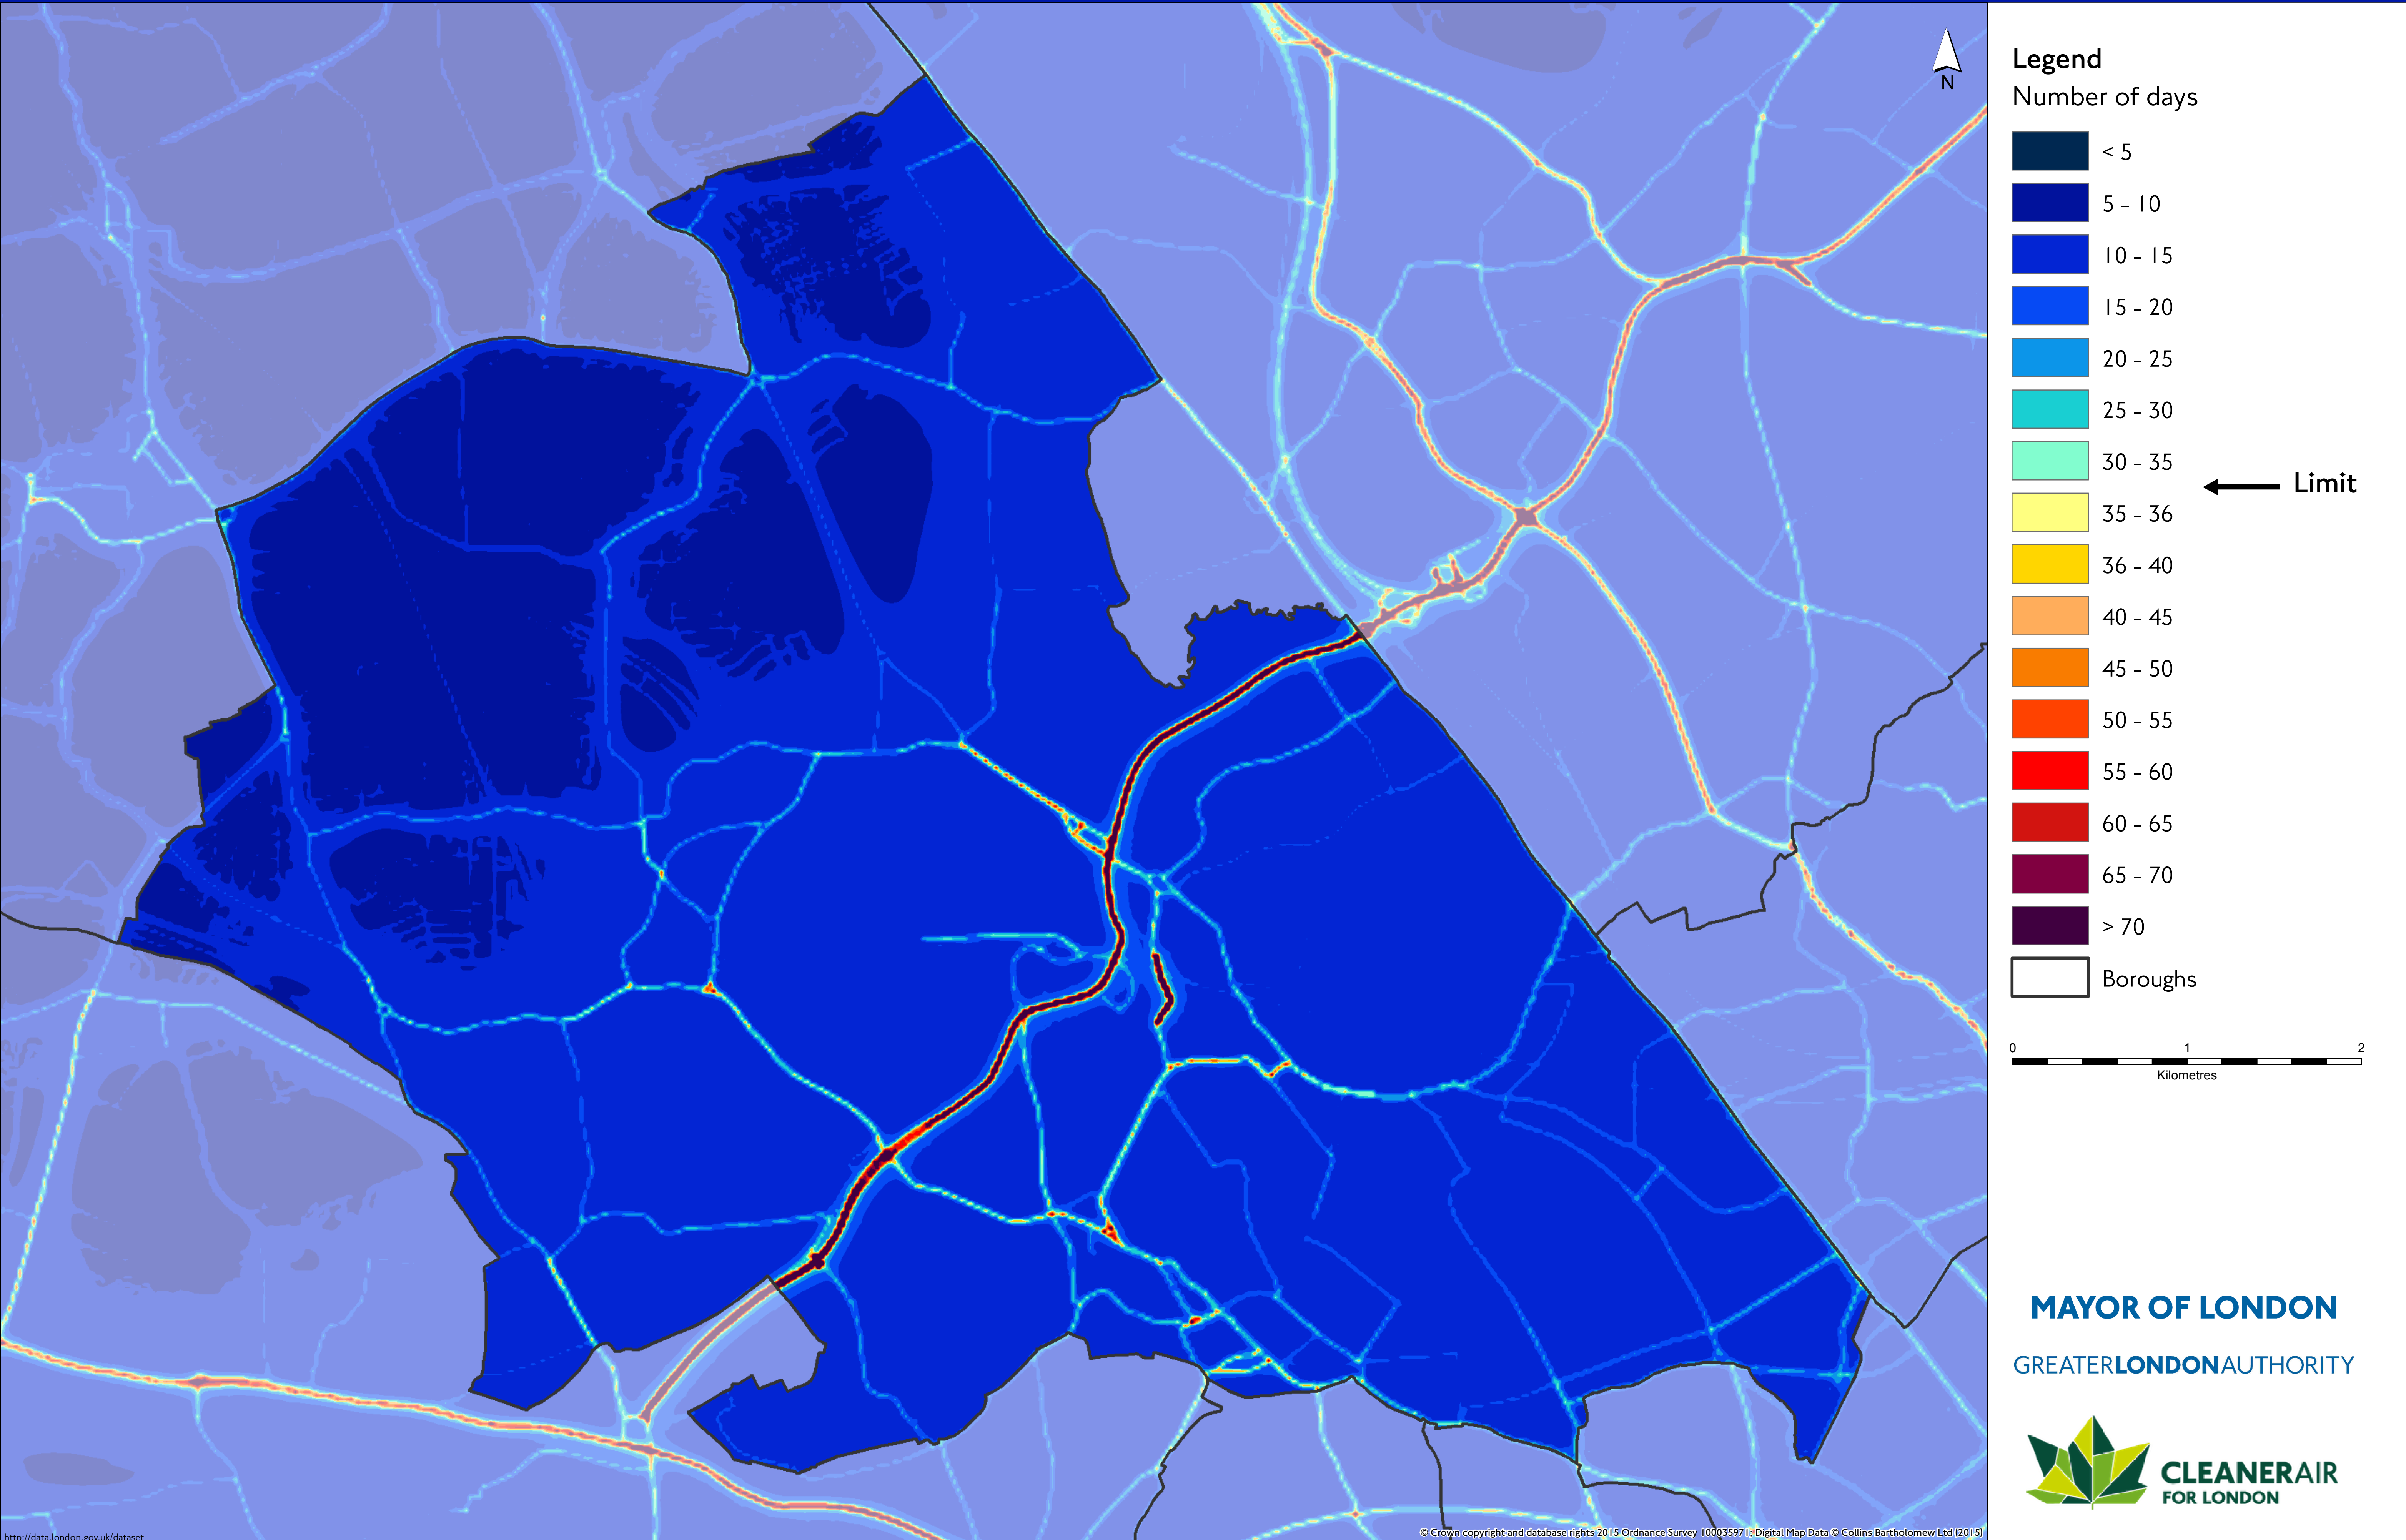 N
Legend
Number of days
< 5
5 - 10
10 - 15
15 - 20
20 - 25
25 - 30
30 - 35
Limit
35 - 36
36 - 40
40 - 45
45 - 50
50 - 55
55 - 60
60 - 65
65 - 70
> 70
Boroughs
0 1 2
Kilometres
MAYOR OF LONDON
GREATERLONDONAUTHORITY
CLEANERAIR
FOR LONDON
http://data.london.gov.uk/dataset
© Crown copyright and database rights 2015 Ordnance Survey 100035971; Digital Map Data © Collins Bartholomew Ltd (2015)